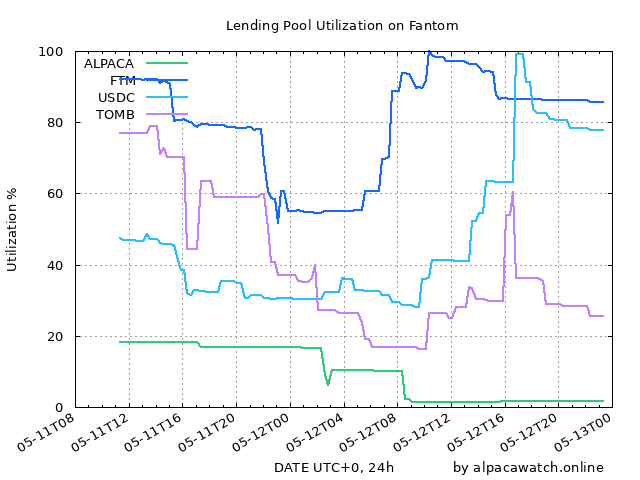 Lending Pool Utilization on Fantom
Utilization %
100
80
60
40
20
0
ALPACA
FTM
USDC
TOMB
05-11T08
05-11T12
05-11T16
05-11T20
05-12T00
05-12T04
05-12T08
05-12T12
05-12T16
05-12T20
05-13T00
DATE UTC+0, 24h
by alpacawatch.online